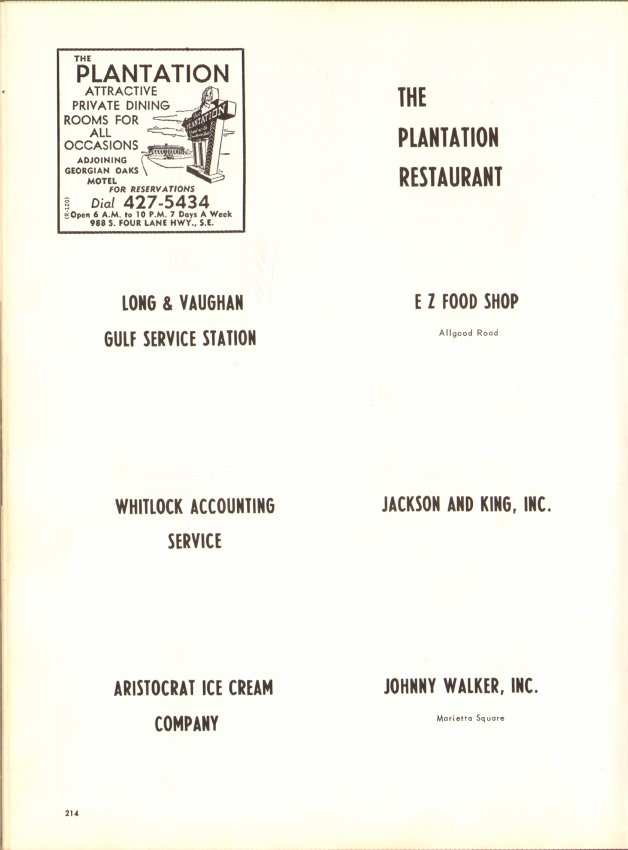 THE
PLANTATION
ATTRACTIVE
PRIVATE DINING
ROOMS FOR
ALL
OCCASIONS
ADJOINING
GEORGIAN OAKS
MOTEL
FOR RESERVATIONS
Dial 427-5434
Open 6 A.M. to 10 P.M. 7 Days A Week
988 S. FOUR LANE HWY., S.E.
(R-120)
PLANTATION
THE
PLANTATION
RESTAURANT
LONG & VAUGHAN
GULF SERVICE STATION
E Z FOOD SHOP
Allgood Road
WHITLOCK ACCOUNTING
SERVICE
JACKSON AND KING, INC.
ARISTOCRAT ICE CREAM
COMPANY
JOHNNY WALKER, INC.
Marietta Square
214